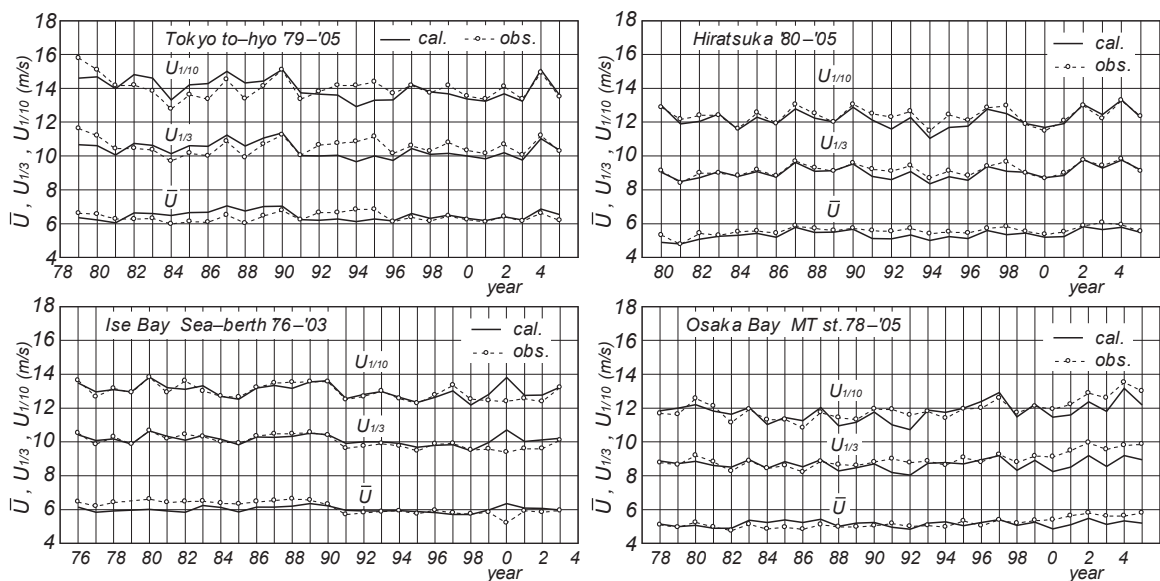 18
16
14
12
10
8
6
4
Ū , U1/3 , U1/10 (m/s)
Tokyo to–hyo '79–'05
cal.
obs.
U1/10
U1/3
Ū
78 80 82 84 86 88 90 92 94 96 98 0 2 4 6
year
18
16
14
12
10
8
6
4
Ū , U1/3 , U1/10 (m/s)
Hiratsuka '80–'05
cal.
obs.
U1/10
U1/3
Ū
80 82 84 86 88 90 92 94 96 98 0 2 4
year
18
16
14
12
10
8
6
4
Ū , U1/3 , U1/10 (m/s)
Ise Bay Sea–berth '76–'03
cal.
obs.
U1/10
U1/3
Ū
76 78 80 82 84 86 88 90 92 94 96 98 0 2 4
year
18
16
14
12
10
8
6
4
Ū , U1/3 , U1/10 (m/s)
Osaka Bay MT st.78–'05
cal.
obs.
U1/10
U1/3
Ū
78 80 82 84 86 88 90 92 94 96 98 0 2 4
year